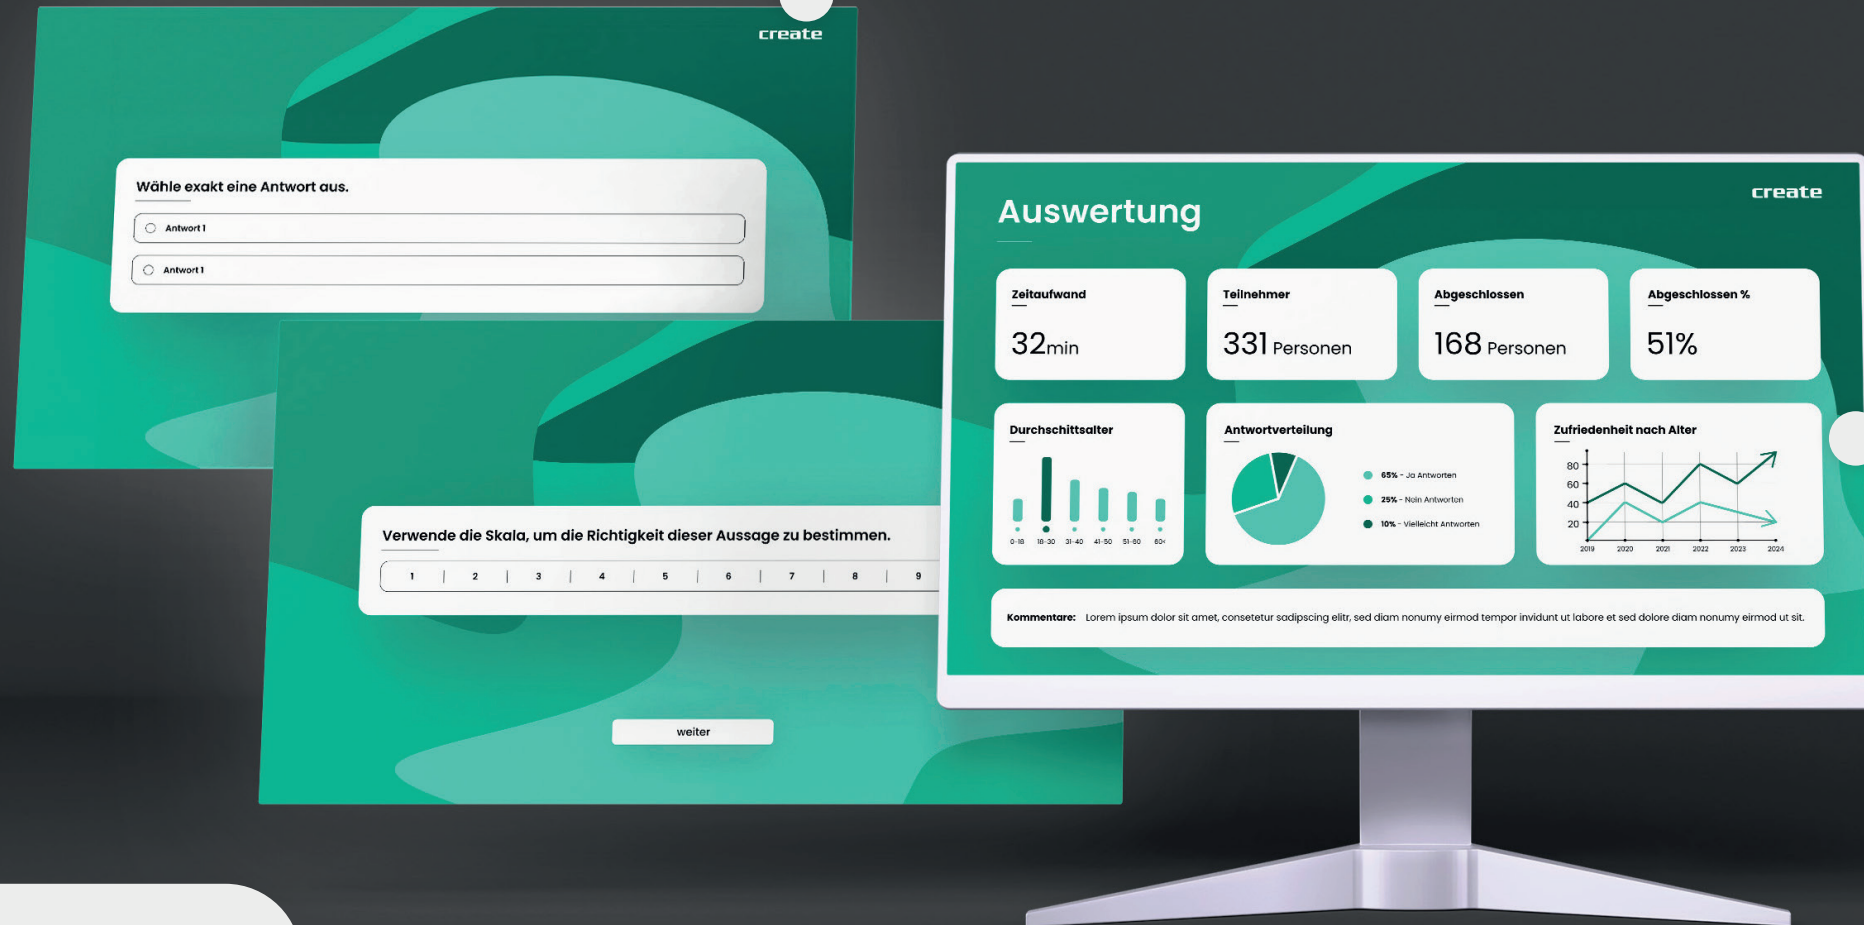 create
Wähle exakt eine Antwort aus.
Antwort 1
Antwort 1
Verwende die Skala, um die Richtigkeit dieser Aussage zu bestimmen.
1 2 3 4 5 6 7 8 9
weiter
create
Auswertung
Zeitaufwand
32min
Teilnehmer
331 Personen
Abgeschlossen
168 Personen
Abgeschlossen %
51%
Durchschittsalter
0-18 18-30 31-40 41-50 51-60 60<
Antwortverteilung
65% - Ja Antworten
25% - Nein Antworten
10% - Vielleicht Antworten
Zufriedenheit nach Alter
80
60
40
20
2019 2020 2021 2022 2023 2024
Kommentare: Lorem ipsum dolor sit amet, consetetur sadipscing elitr, sed diam nonumy eirmod tempor invidunt ut labore et sed dolore diam nonumy eirmod ut sit.